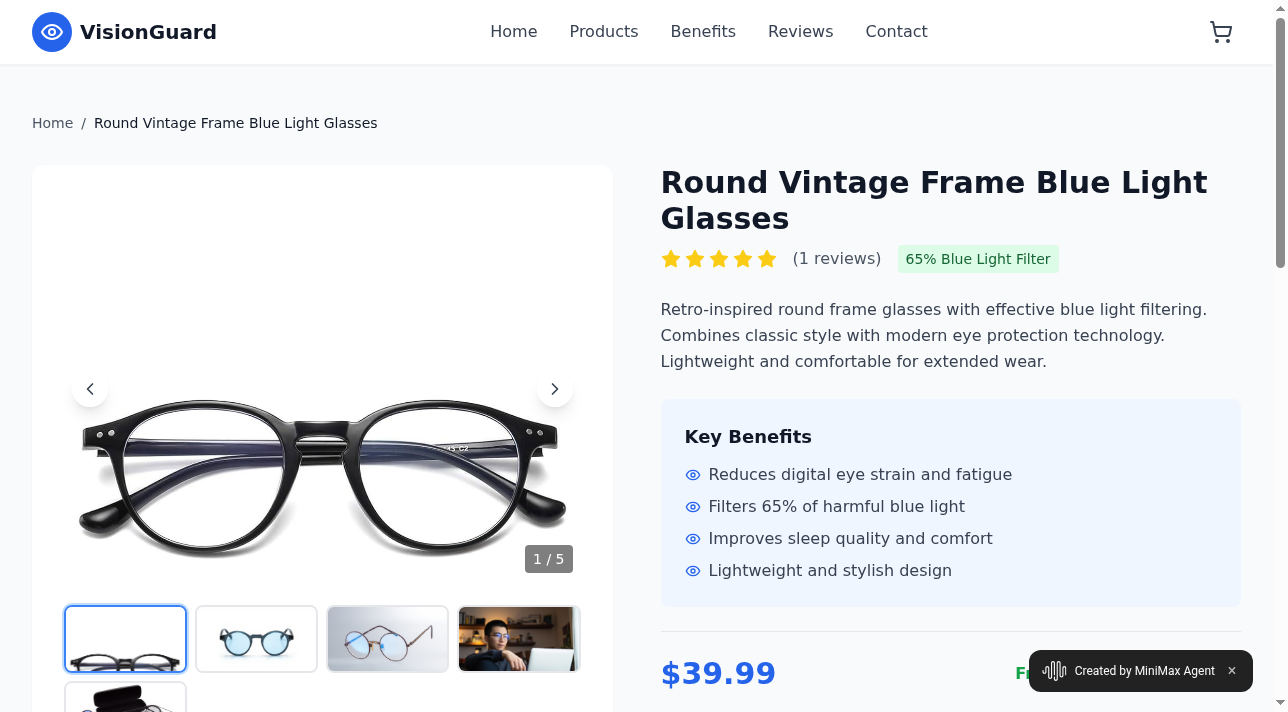 VisionGuard
Home
Products
Benefits
Reviews
Contact
Home / Round Vintage Frame Blue Light Glasses
1 / 5
Round Vintage Frame Blue Light
Glasses
(1 reviews)
65% Blue Light Filter
Retro-inspired round frame glasses with effective blue light filtering.
Combines classic style with modern eye protection technology.
Lightweight and comfortable for extended wear.
Key Benefits
Reduces digital eye strain and fatigue
Filters 65% of harmful blue light
Improves sleep quality and comfort
Lightweight and stylish design
$39.99
Created by MiniMax Agent ×